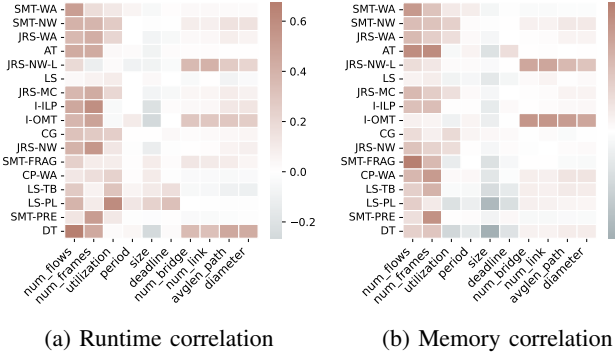 SMT-WA
SMT-NW
JRS-WA
AT
JRS-NW-L
LS
JRS-MC
I-ILP
I-OMT
CG
JRS-NW
SMT-FRAG
CP-WA
LS-TB
LS-PL
SMT-PRE
DT
num_flows
num_frames
utilization
period
size
deadline
num_bridge
num_link
avglen_path
diameter
0.6
0.4
0.2
0.0
−0.2
(a) Runtime correlation
SMT-WA
SMT-NW
JRS-WA
AT
JRS-NW-L
LS
JRS-MC
I-ILP
I-OMT
CG
JRS-NW
SMT-FRAG
CP-WA
LS-TB
LS-PL
SMT-PRE
DT
num_flows
num_frames
utilization
period
size
deadline
num_bridge
num_link
avglen_path
diameter
(b) Memory correlation